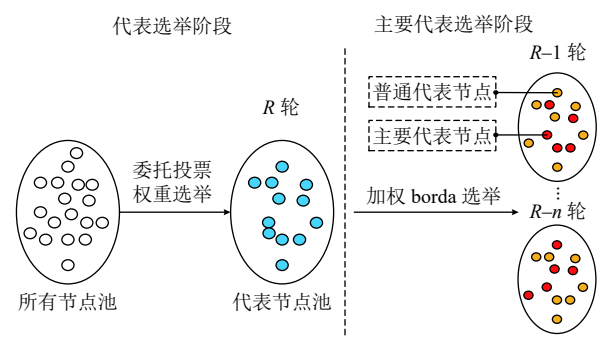 代表选举阶段
主要代表选举阶段
R–1 轮
普通代表节点
R 轮
主要代表节点
委托投票
权重选举
加权 borda 选举
⋮
R–n 轮
所有节点池
代表节点池